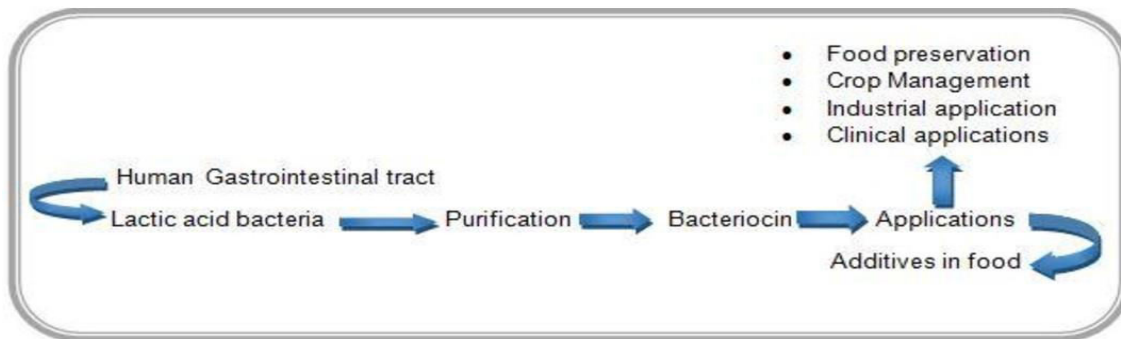 • Food preservation
• Crop Management
• Industrial application
• Clinical applications
Human Gastrointestinal tract
Lactic acid bacteria Purification Bacteriocin Applications
Additives in food